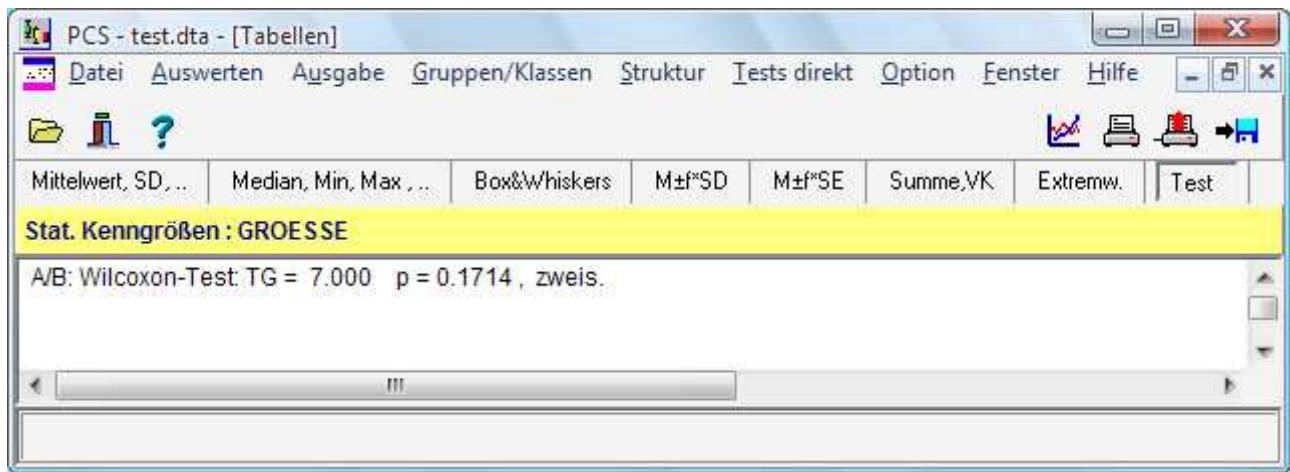 PCS - test.dta - [Tabellen]
Datei Auswerten Ausgabe Gruppen/Klassen Struktur Tests direkt Option Fenster Hilfe
Mittelwert, SD, .. Median, Min, Max , .. Box&Whiskers M±f*SD M±f*SE Summe,VK Extremw. Test
Stat. Kenngrößen : GROESSE
A/B: Wilcoxon-Test: TG = 7.000 p = 0.1714 , zweis.